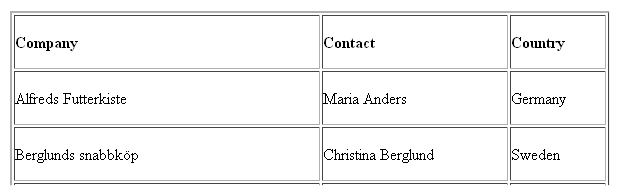 Company Contact Country
Alfreds Futterkiste Maria Anders Germany
Berglunds snabbköp Christina Berglund Sweden